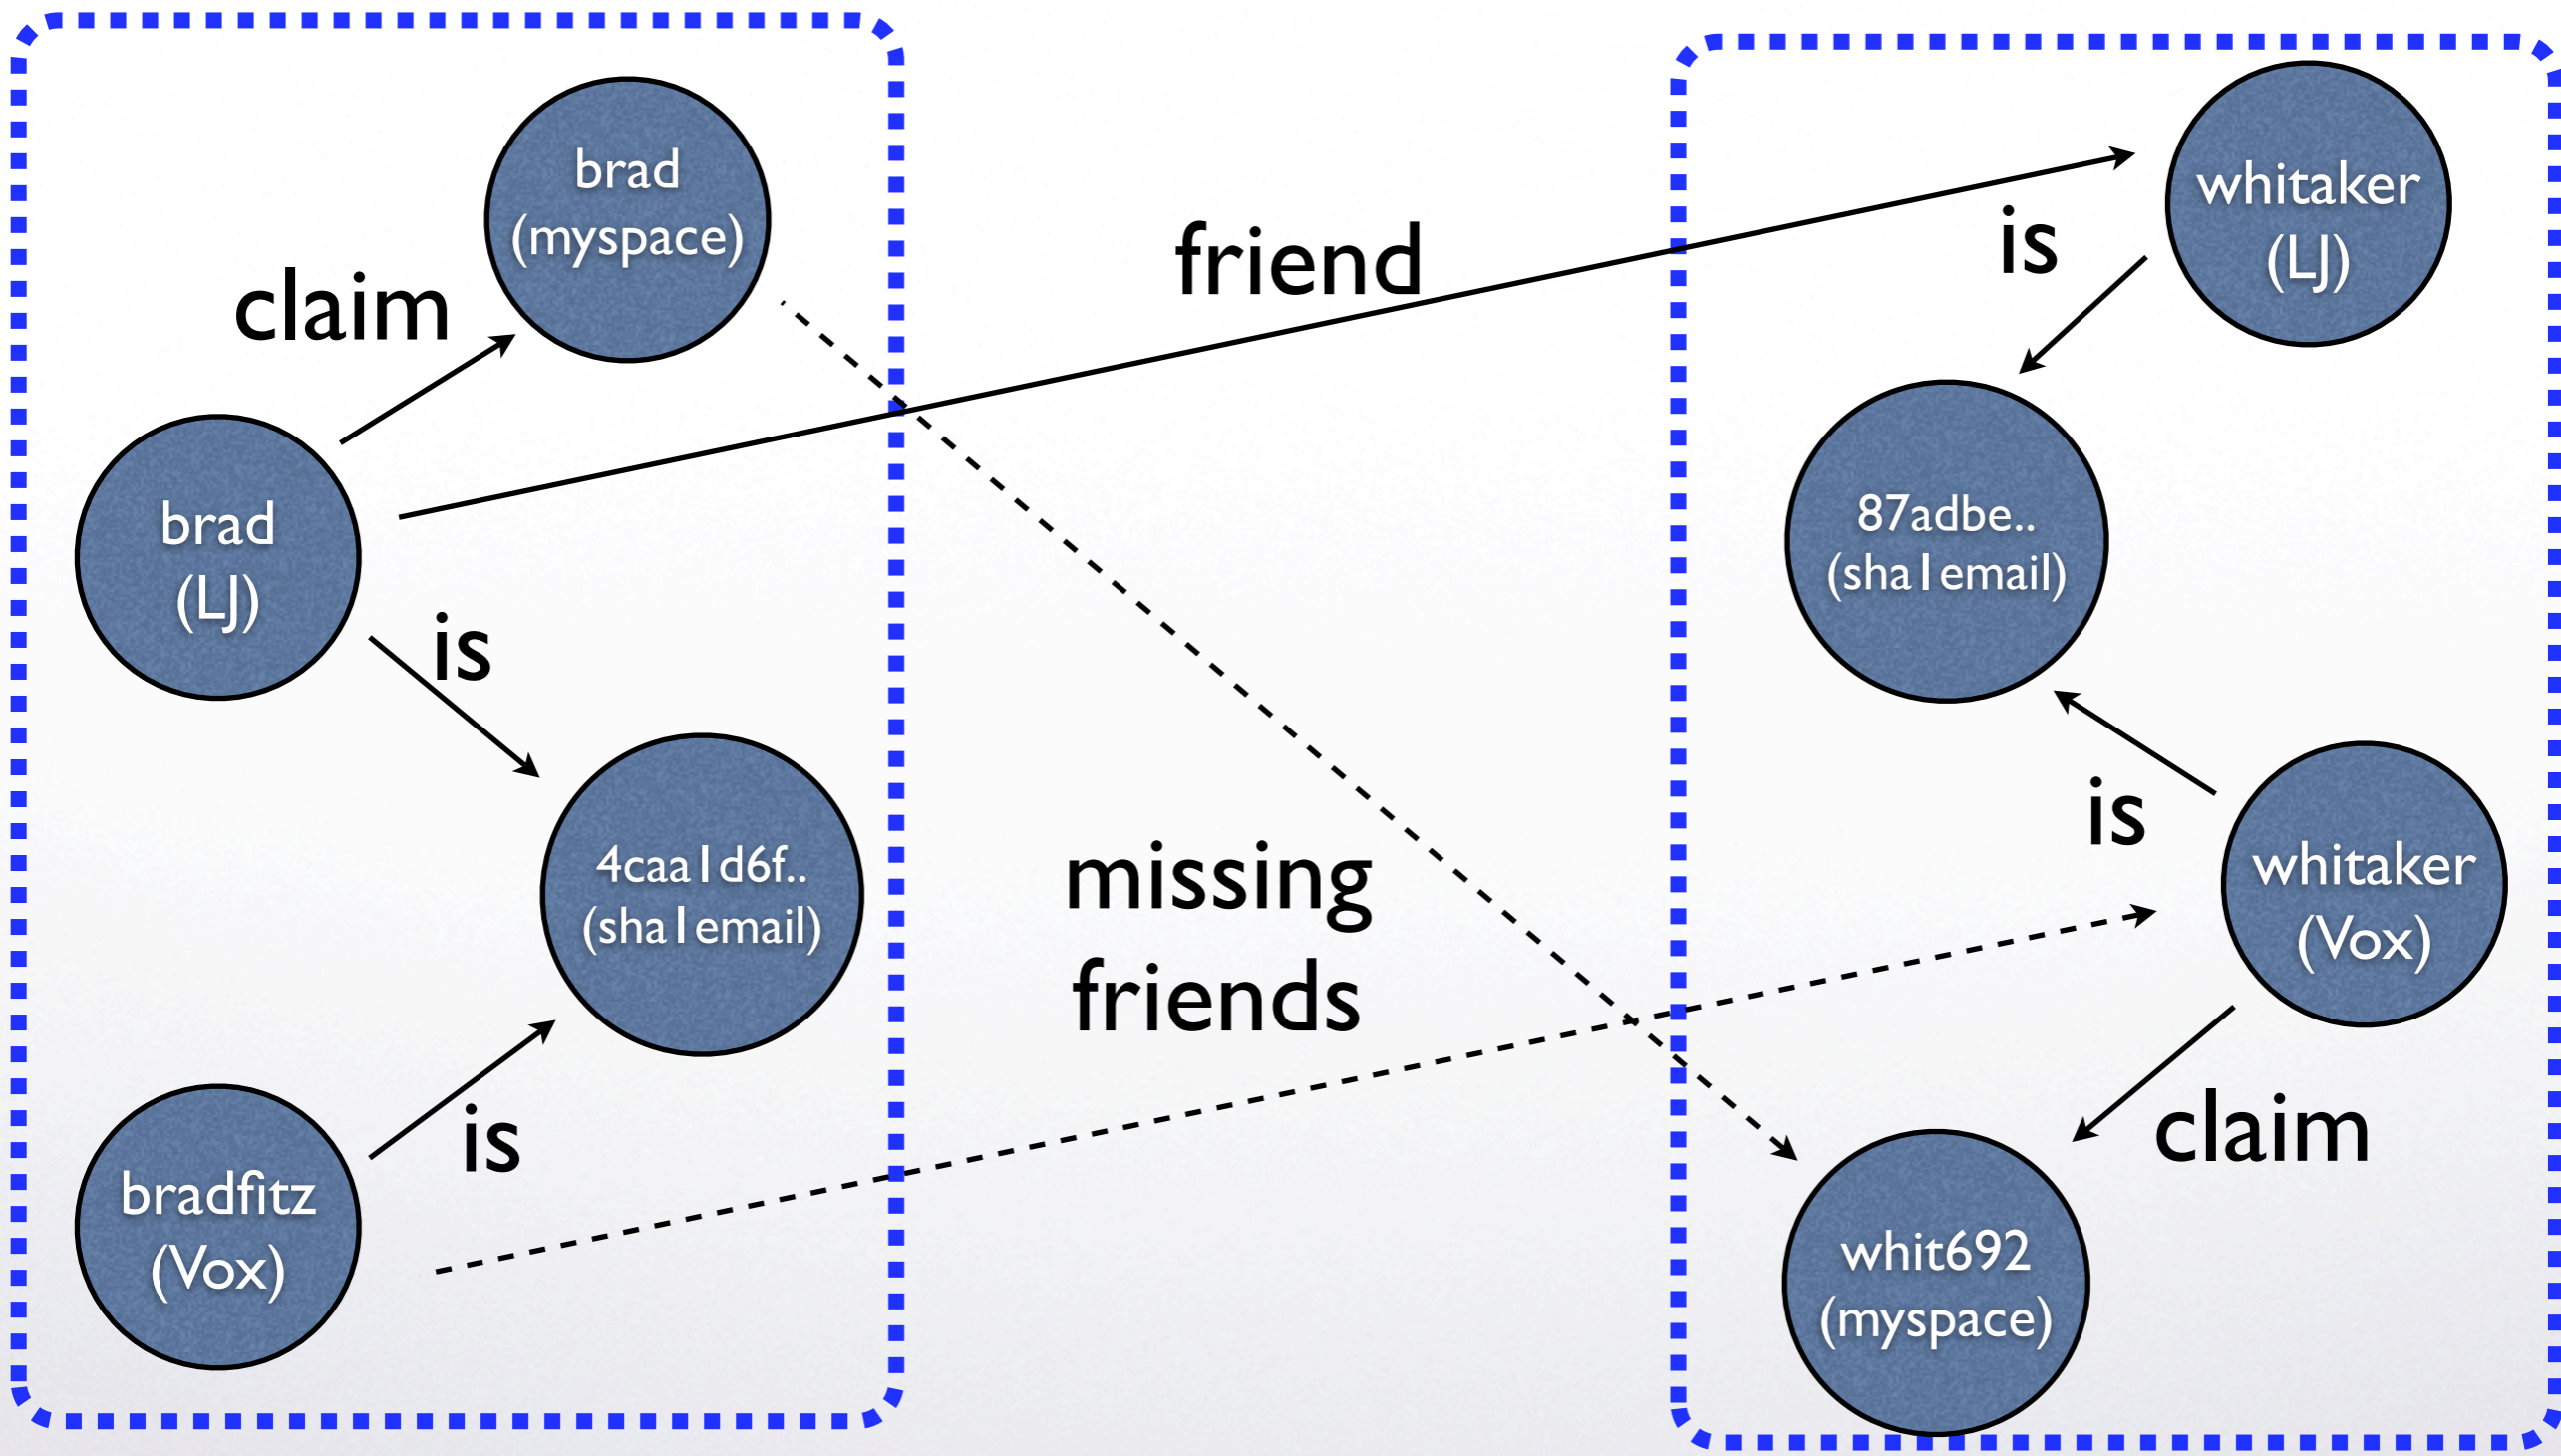 brad
(myspace)
claim
brad
(LJ)
is
4caa1d6f..
(sha1email)
is
bradfitz
(Vox)
friend
missing
friends
whitaker
(LJ)
is
87adbe..
(sha1email)
is
whitaker
(Vox)
claim
whit692
(myspace)